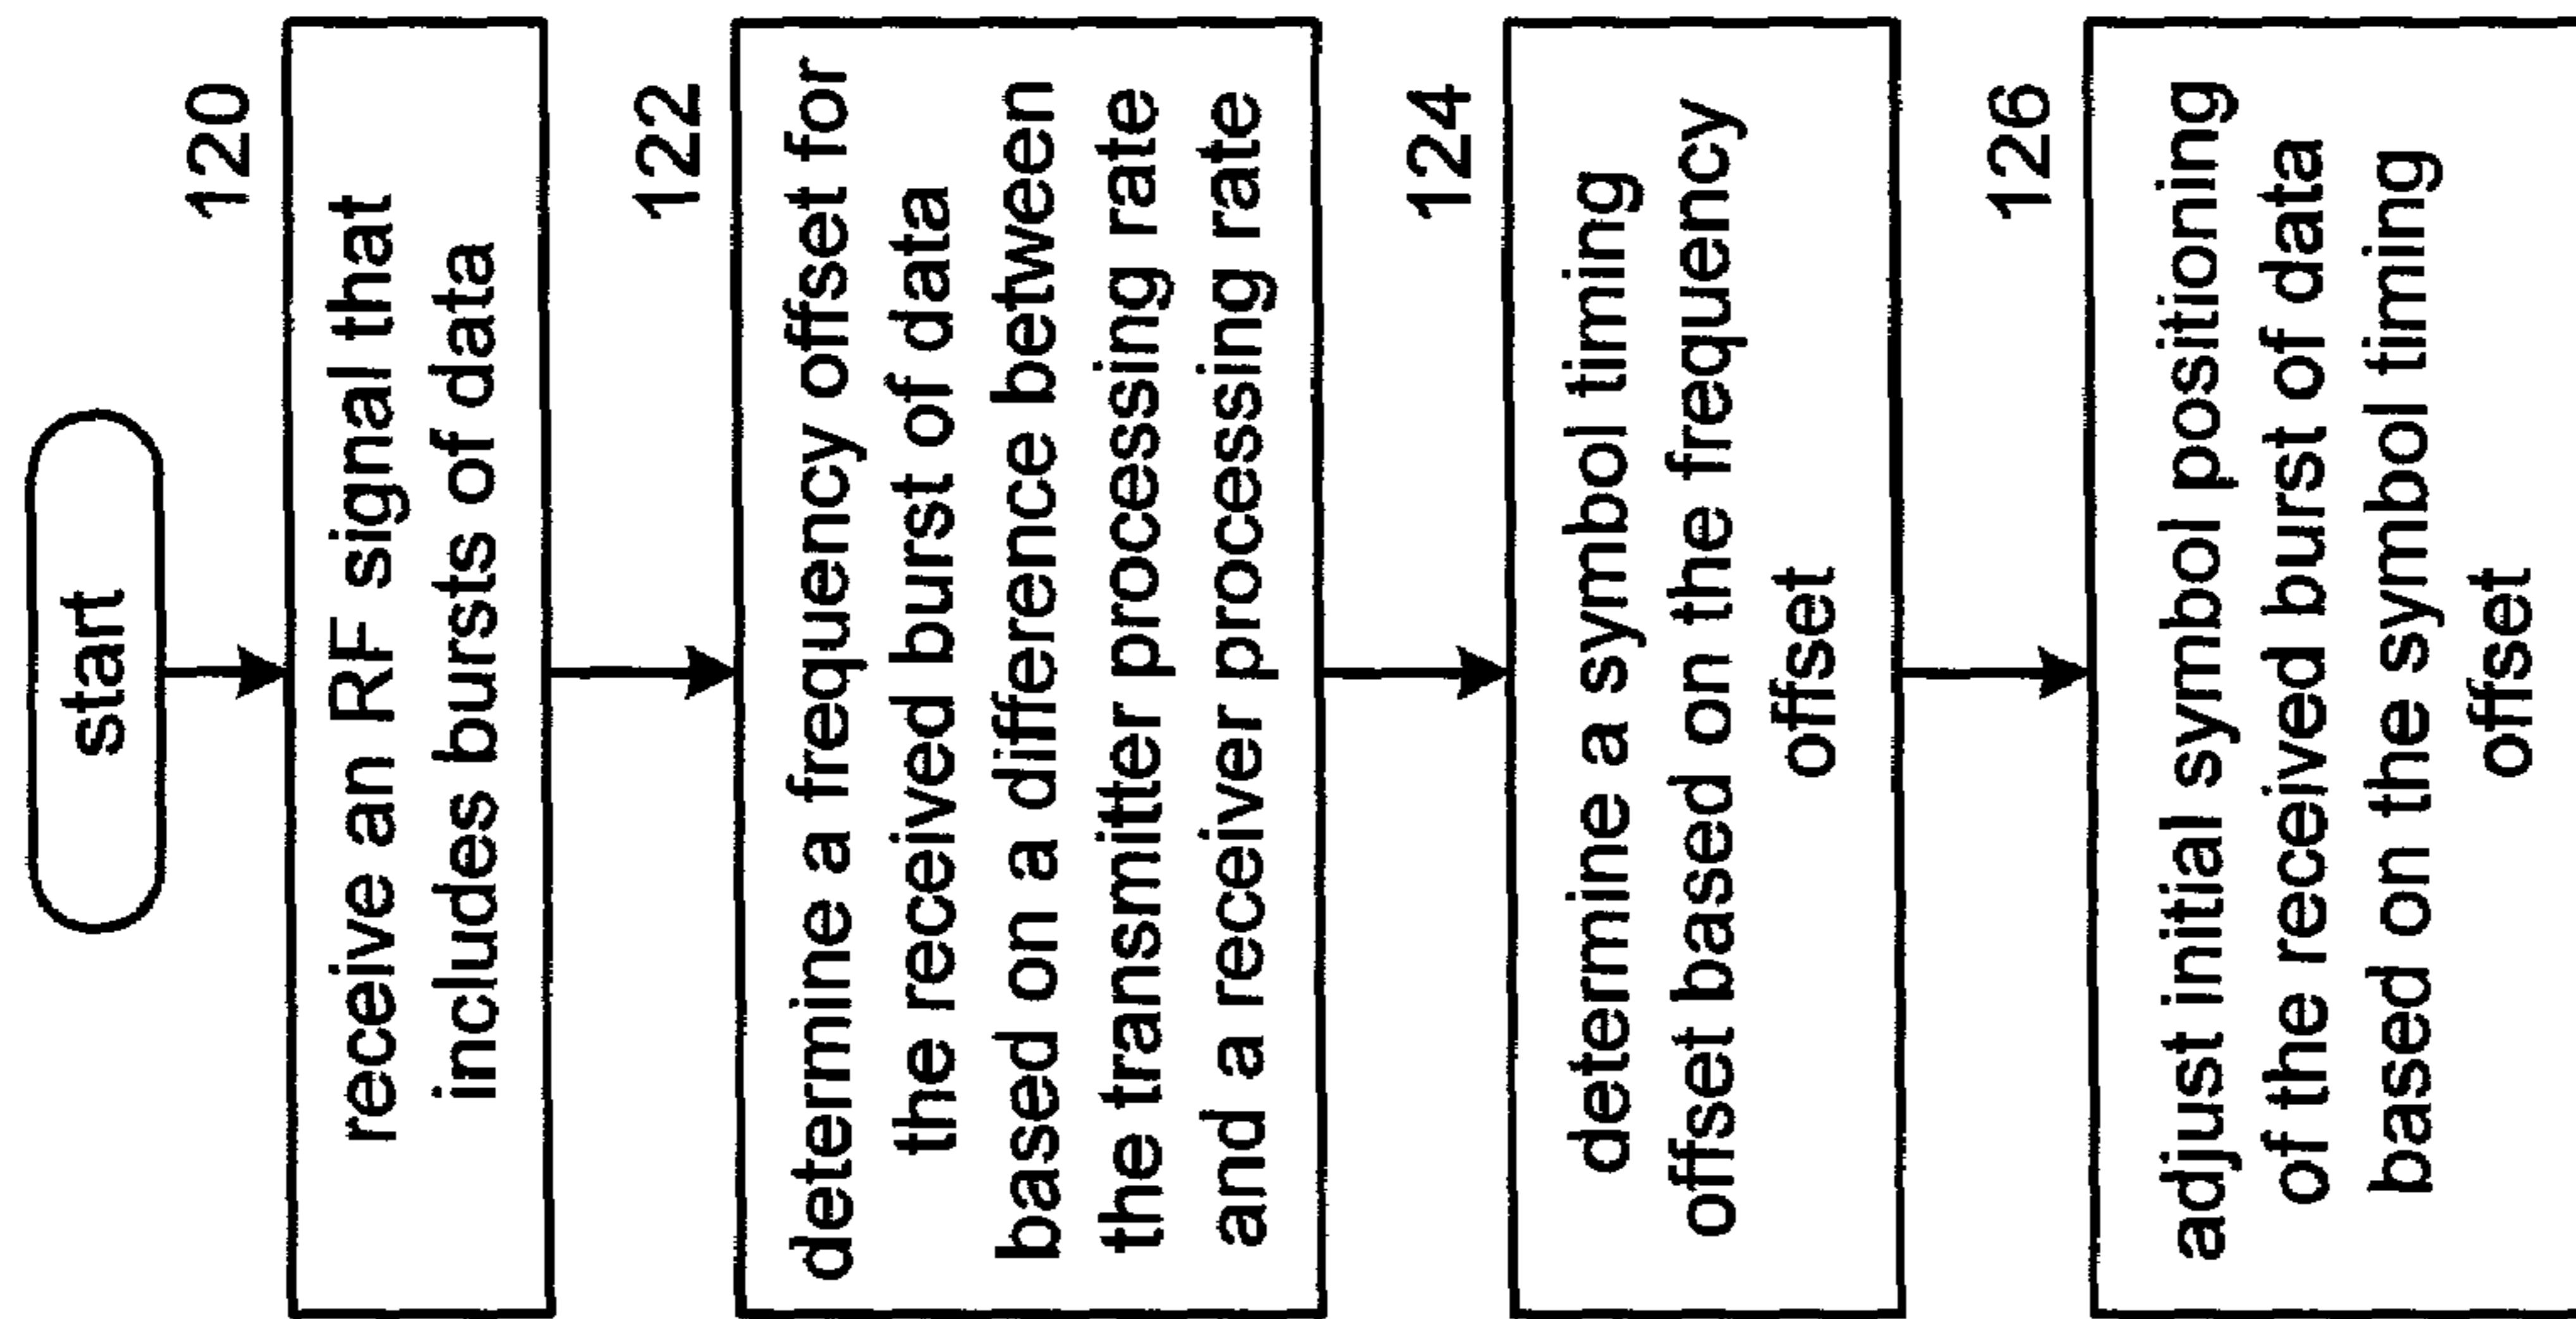 start
120
receive an RF signal that
includes bursts of data
122
determine a frequency offset for
the received burst of data
based on a difference between
the transmitter processing rate
and a receiver processing rate
124
determine a symbol timing
offset based on the frequency
offset
126
adjust initial symbol positioning
of the received burst of data
based on the symbol timing
offset